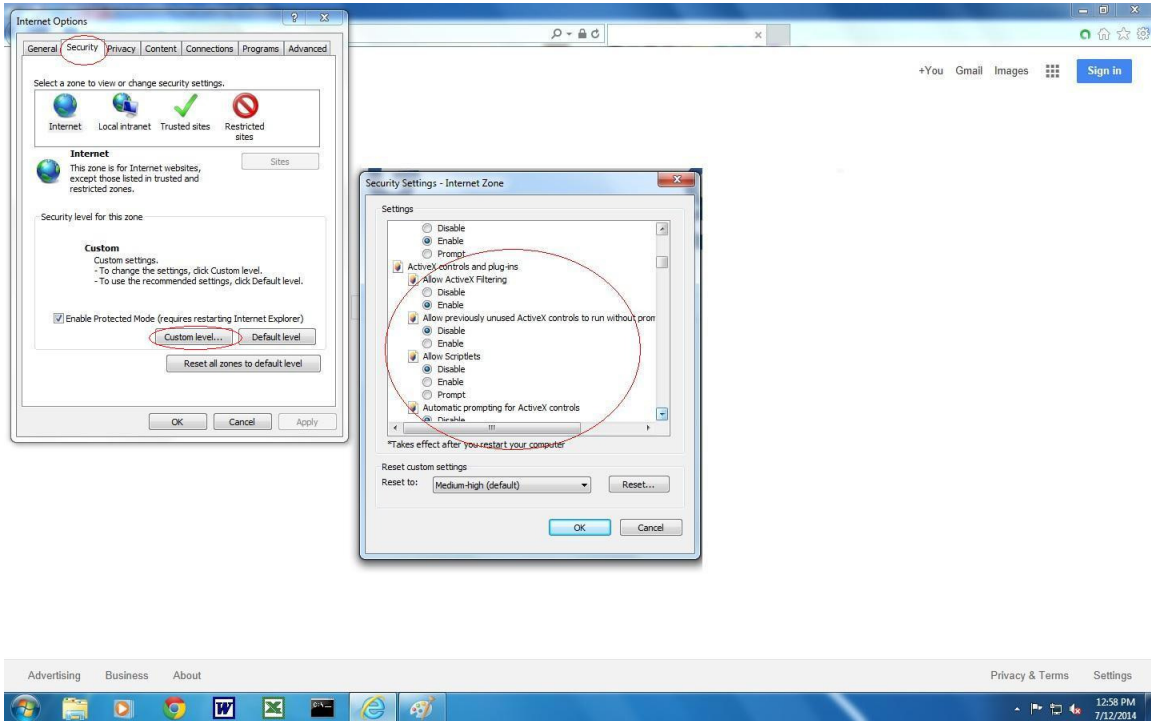 Internet Options
General Security Privacy Content Connections Programs Advanced
Select a zone to view or change security settings.
Internet Local intranet Trusted sites Restricted sites
Internet
This zone is for Internet websites,
except those listed in trusted and
restricted zones.
Sites
Security level for this zone
Custom
Custom settings.
- To change the settings, click Custom level.
- To use the recommended settings, click Default level.
Enable Protected Mode (requires restarting Internet Explorer)
Custom level... Default level
Reset all zones to default level
OK Cancel Apply
+You Gmail Images Sign in
Security Settings - Internet Zone
Settings
Disable
Enable
Prompt
ActiveX controls and plug-ins
Allow ActiveX Filtering
Disable
Enable
Allow previously unused ActiveX controls to run without prom
Disable
Enable
Allow Scriptlets
Disable
Enable
Prompt
Automatic prompting for ActiveX controls
Disable
*Takes effect after you restart your computer
Reset custom settings
Reset to: Medium-high (default) Reset...
OK Cancel
Advertising Business About Privacy & Terms Settings
12:58 PM
7/12/2014